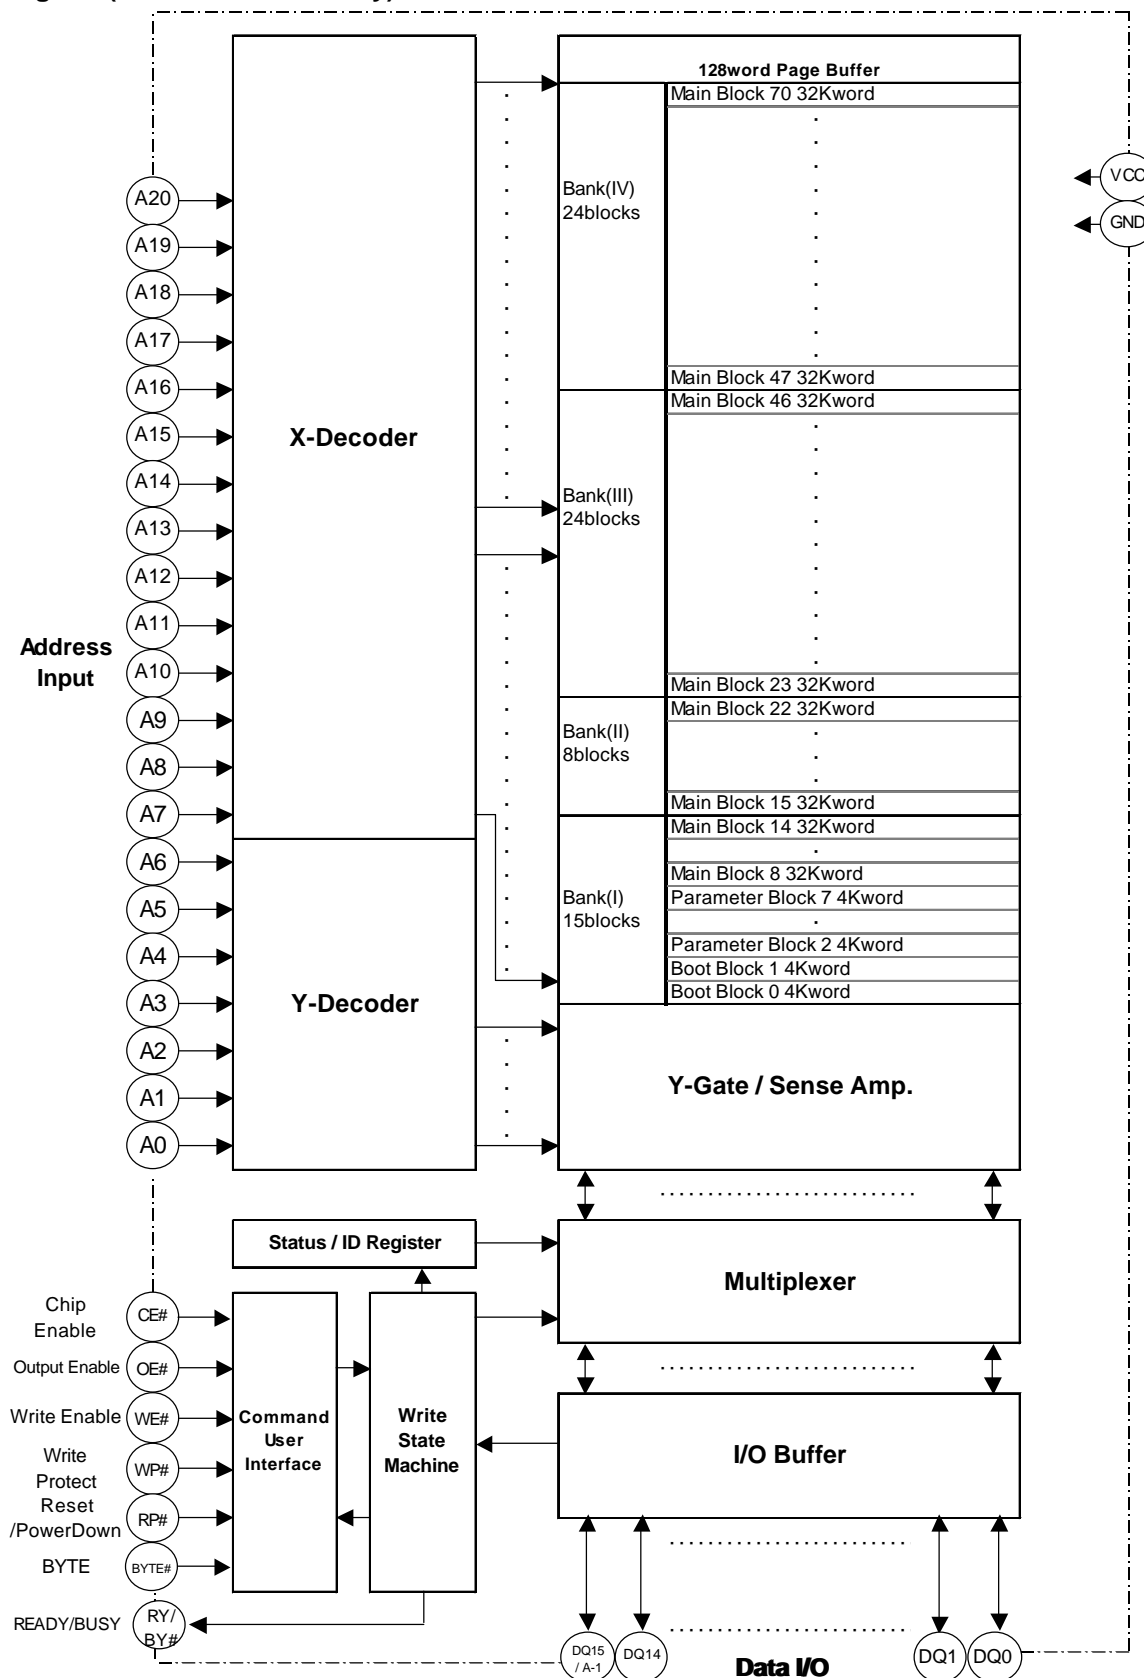 128word Page Buffer
Main Block 70 32Kword
Bank(IV)
24blocks
Main Block 47 32Kword
Main Block 46 32Kword
Bank(III)
24blocks
Main Block 23 32Kword
Main Block 22 32Kword
Bank(II)
8blocks
Main Block 15 32Kword
Main Block 14 32Kword
Main Block 8 32Kword
Bank(I)
15blocks
Parameter Block 7 4Kword
Parameter Block 2 4Kword
Boot Block 1 4Kword
Boot Block 0 4Kword
VCC
GND
Address
Input
A20
A19
A18
A17
A16
A15
A14
A13
A12
A11
A10
A9
A8
A7
A6
A5
A4
A3
A2
A1
A0
X-Decoder
Y-Decoder
Y-Gate / Sense Amp.
Status / ID Register
Multiplexer
Chip
Enable
CE#
Output Enable
OE#
Write Enable
WE#
Write
Protect
WP#
Reset
/PowerDown
RP#
BYTE
BYTE#
READY/BUSY
RY/
BY#
Command
User
Interface
Write
State
Machine
I/O Buffer
DQ15
/ A-1
DQ14
DQ1
DQ0
Data I/O